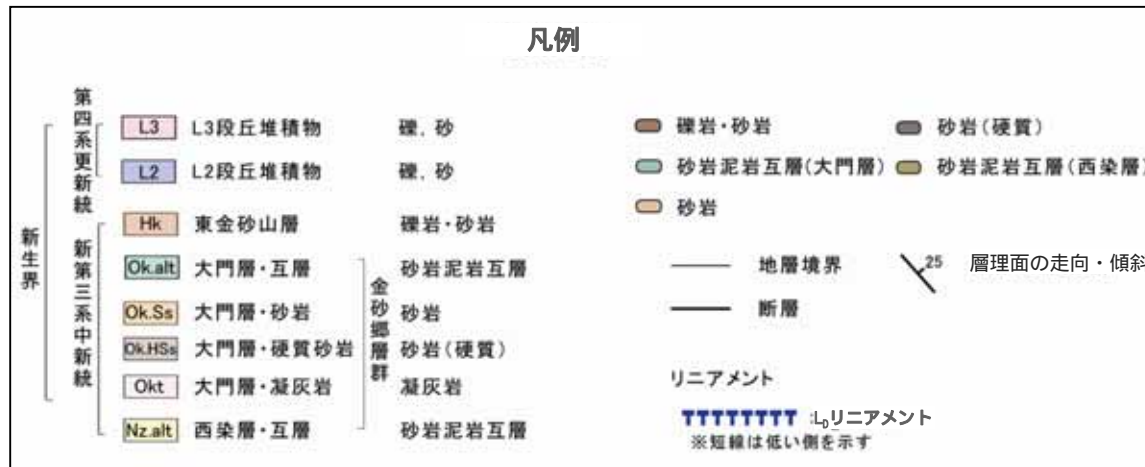 凡例
新生界
第四系更新統
L3 L3段丘堆積物 礫，砂
L2 L2段丘堆積物 礫，砂
新第三系中新統
Hk 東金砂山層 礫岩・砂岩
Ok.alt 大門層・互層 砂岩泥岩互層
Ok.Ss 大門層・砂岩 砂岩
Ok.HSs 大門層・硬質砂岩 砂岩(硬質)
Okt 大門層・凝灰岩 凝灰岩
Nz.alt 西染層・互層 砂岩泥岩互層
金砂郷層群
礫岩・砂岩 砂岩(硬質)
砂岩泥岩互層(大門層) 砂岩泥岩互層(西染層)
砂岩
地層境界 25 層理面の走向・傾斜
断層
リニアメント
:LDリニアメント
※短線は低い側を示す